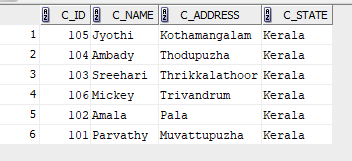 C_ID C_NAME C_ADDRESS C_STATE
1 105 Jyothi Kothamangalam Kerala
2 104 Ambady Thodupuzha Kerala
3 103 Sreehari Thrikkalathoor Kerala
4 106 Mickey Trivandrum Kerala
5 102 Amala Pala Kerala
6 101 Parvathy Muvattupuzha Kerala